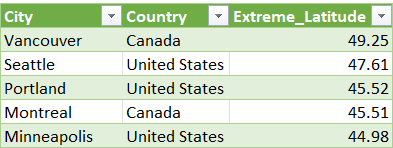 City Country Extreme_Latitude
Vancouver Canada 49.25
Seattle United States 47.61
Portland United States 45.52
Montreal Canada 45.51
Minneapolis United States 44.98